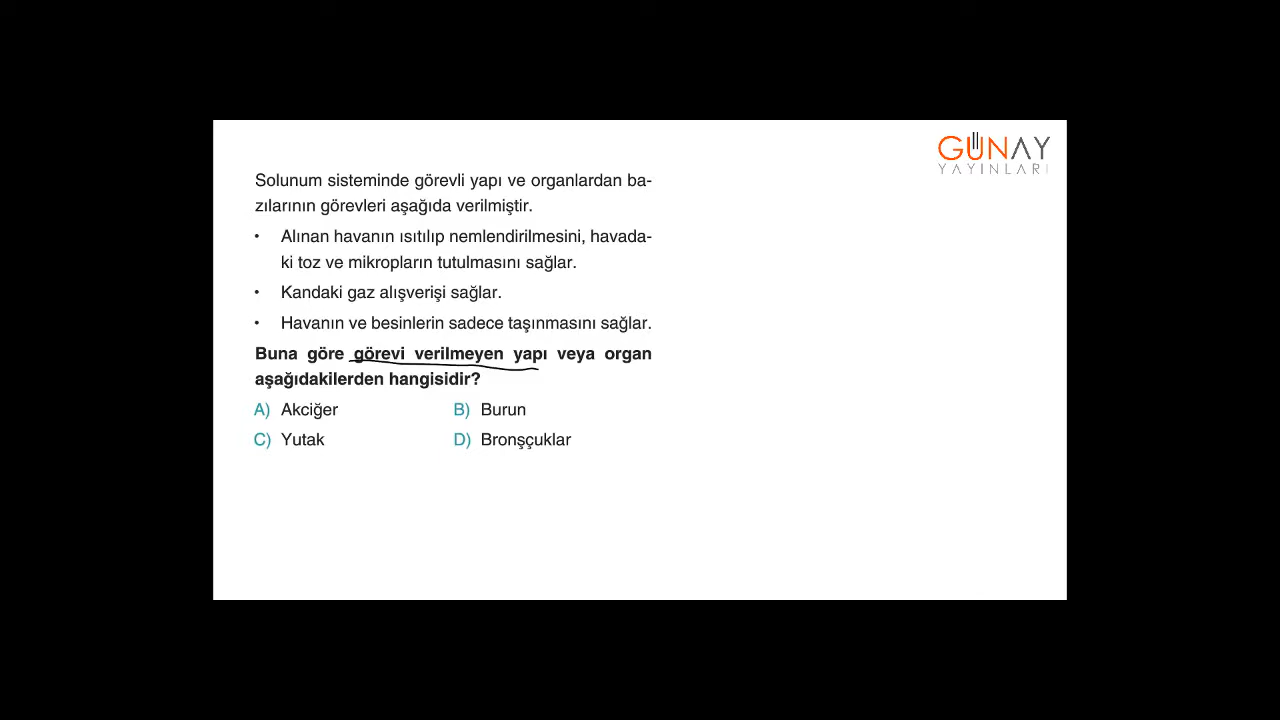 GÜNAY
YAYINLARI
Solunum sisteminde görevli yapı ve organlardan ba-
zılarının görevleri aşağıda verilmiştir.
• Alınan havanın ısıtılıp nemlendirilmesini, havada-
ki toz ve mikropların tutulmasını sağlar.
• Kandaki gaz alışverişi sağlar.
• Havanın ve besinlerin sadece taşınmasını sağlar.
Buna göre görevi verilmeyen yapı veya organ
aşağıdakilerden hangisidir?
A) Akciğer B) Burun
C) Yutak D) Bronşçuklar